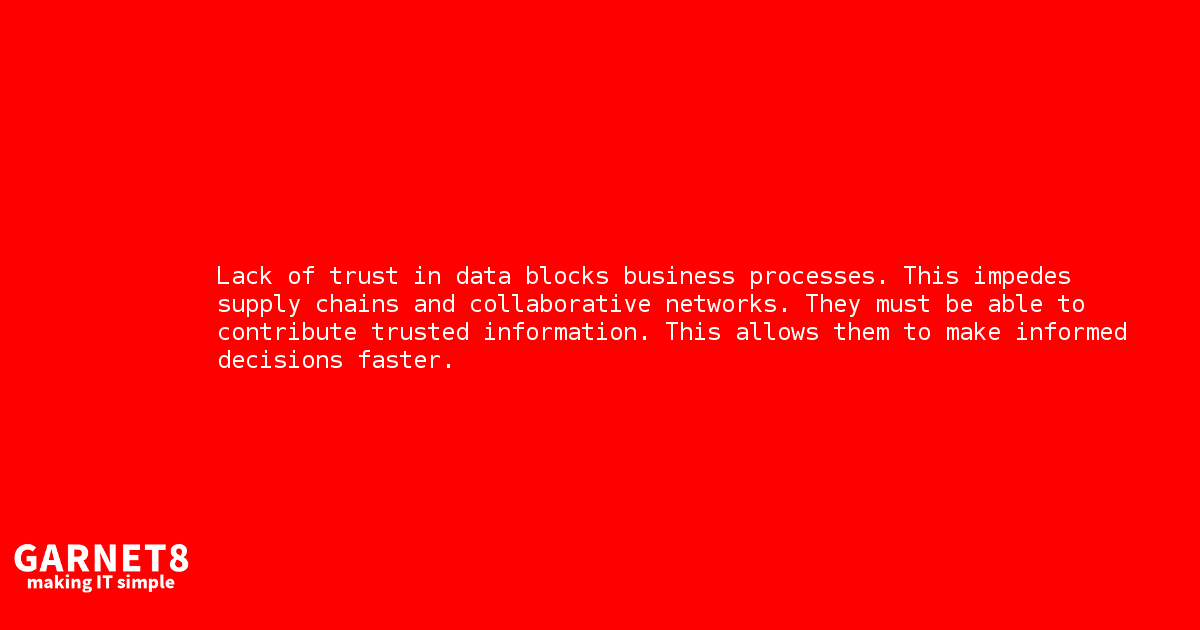 Lack of trust in data blocks business processes. This impedes
supply chains and collaborative networks. They must be able to
contribute trusted information. This allows them to make informed
decisions faster.
GARNET8
making IT simple